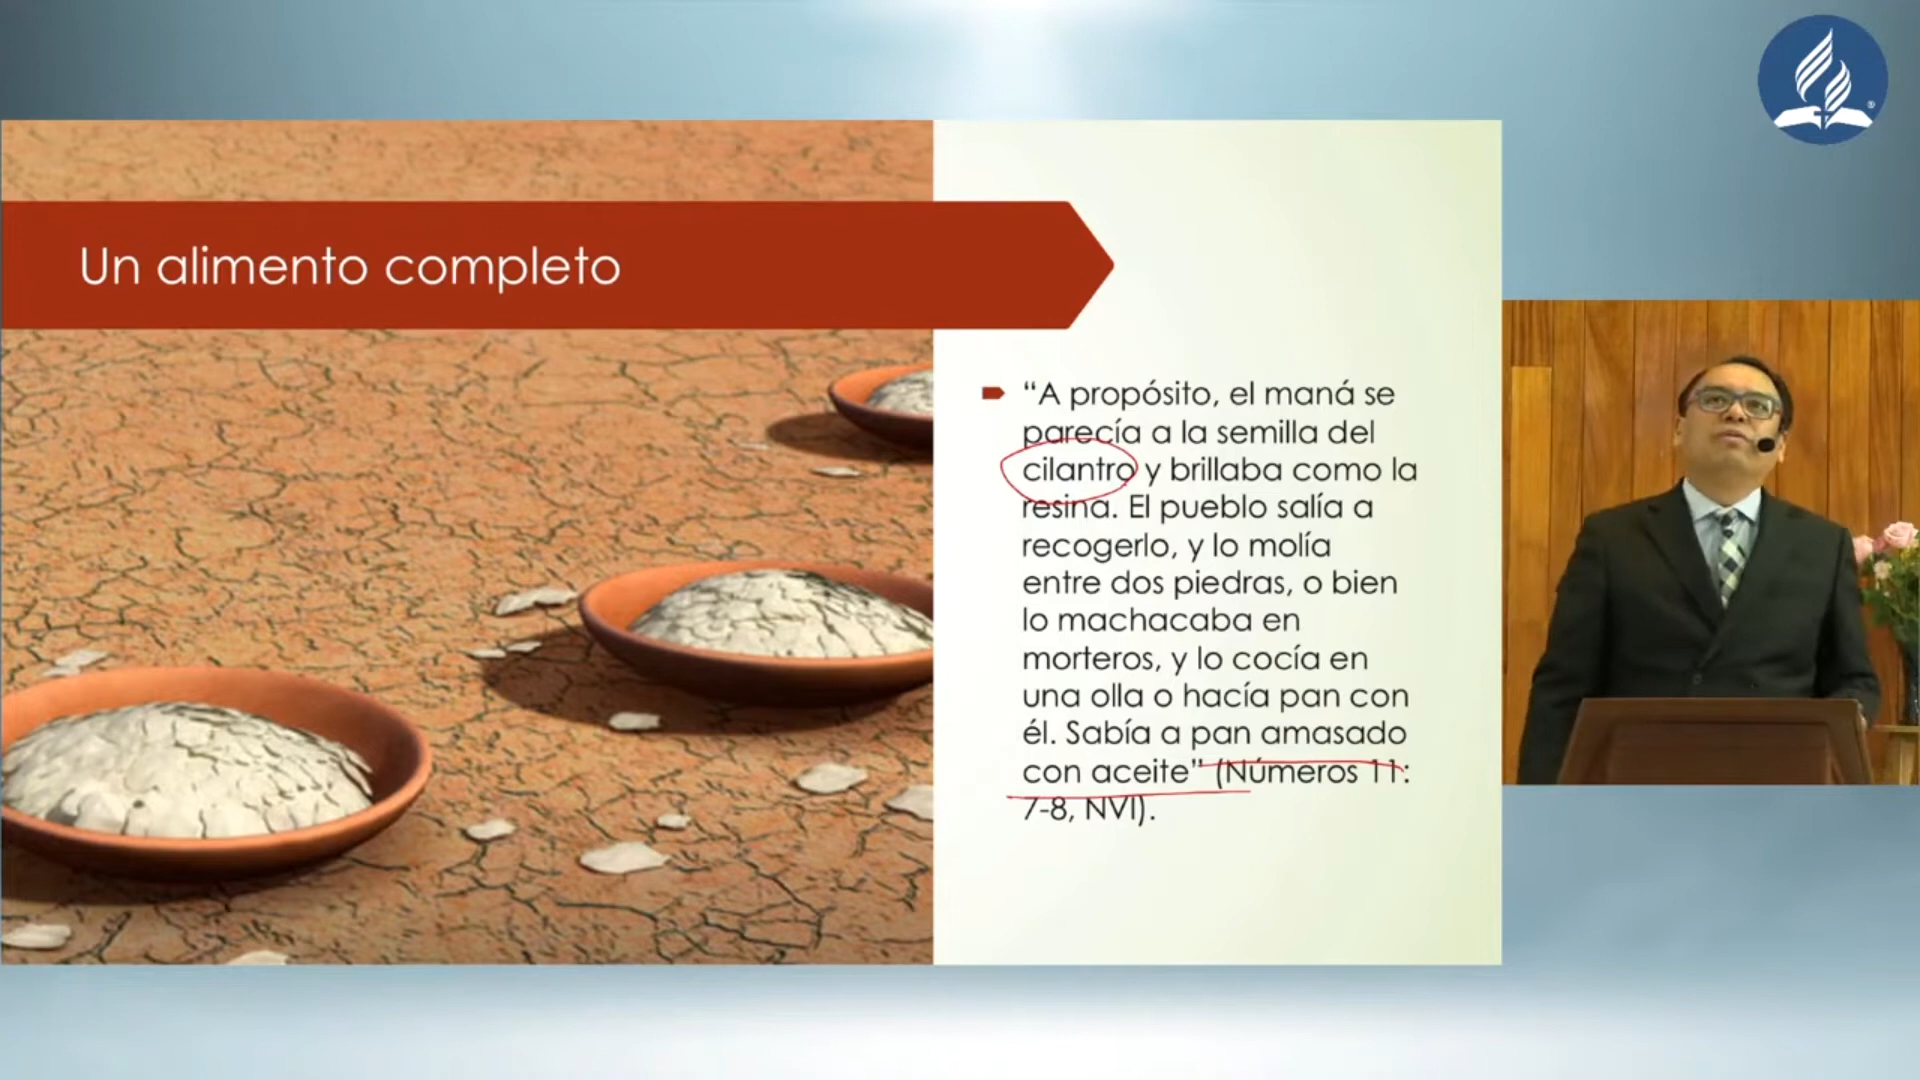 Un alimento completo
“A propósito, el maná se
parecía a la semilla del
cilantro y brillaba como la
resina. El pueblo salía a
recogerlo, y lo molía
entre dos piedras, o bien
lo machacaba en
morteros, y lo cocía en
una olla o hacía pan con
él. Sabía a pan amasado
con aceite” (Números 11:
7-8, NVI).
®